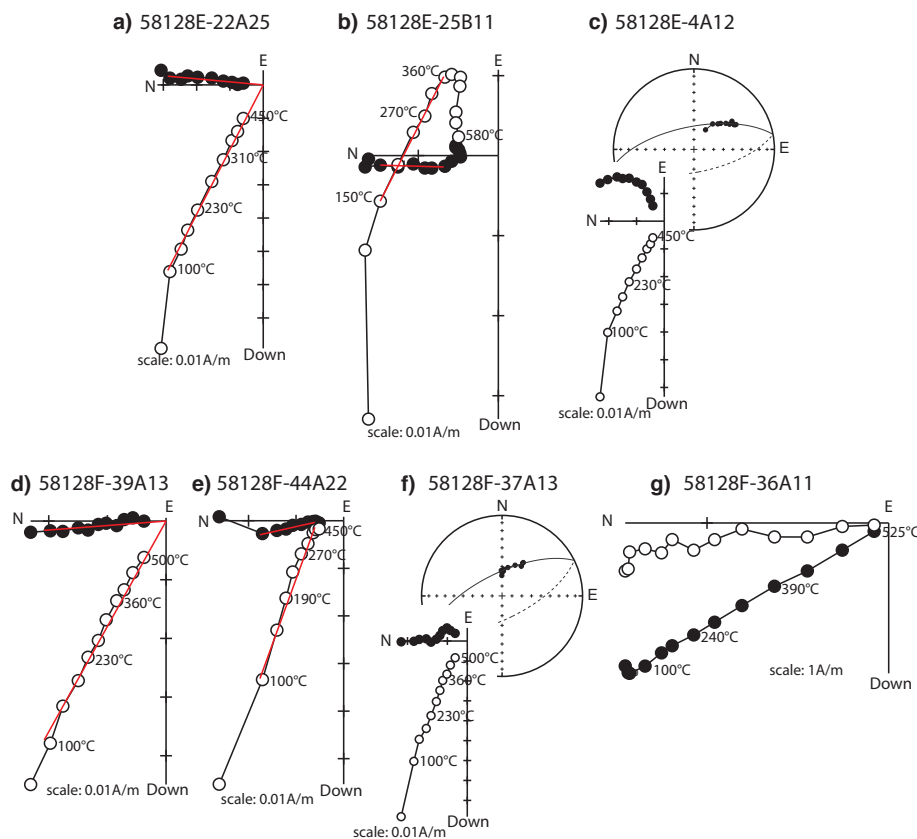 a) 58128E-22A25
E
N
450°C
310°C
230°C
100°C
scale: 0.01A/m
Down
b) 58128E-25B11
E
360°C
270°C
580°C
N
150°C
scale: 0.01A/m
Down
c) 58128E-4A12
N
E
E
N
450°C
230°C
100°C
scale: 0.01A/m
Down
d) 58128F-39A13
E
N
500°C
360°C
230°C
100°C
scale: 0.01A/m
Down
e) 58128F-44A22
E
N
450°C
270°C
190°C
100°C
scale: 0.01A/m
Down
f) 58128F-37A13
N
E
E
N
500°C
360°C
230°C
100°C
scale: 0.01A/m
Down
g) 58128F-36A11
E
N
525°C
390°C
240°C
100°C
scale: 1A/m
Down